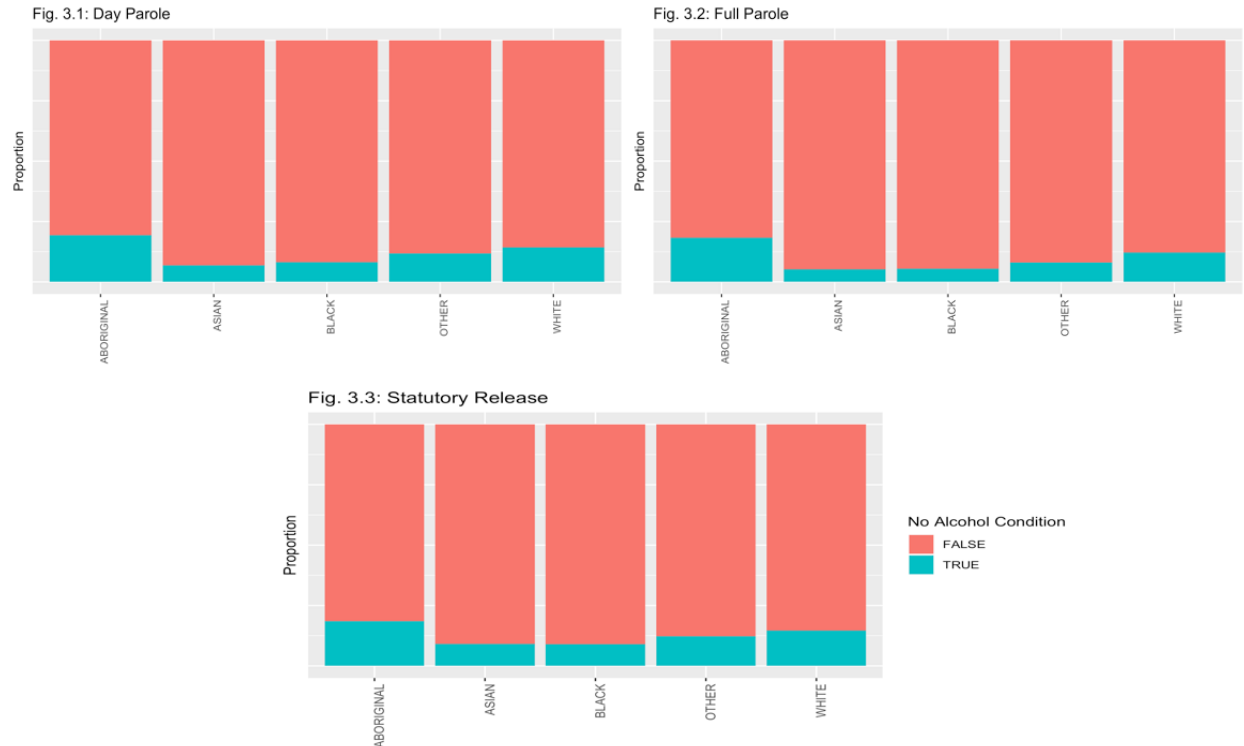 Fig. 3.1: Day Parole
Proportion
ABORIGINAL
ASIAN
BLACK
OTHER
WHITE
Fig. 3.2: Full Parole
Proportion
ABORIGINAL
ASIAN
BLACK
OTHER
WHITE
Fig. 3.3: Statutory Release
Proportion
ABORIGINAL
ASIAN
BLACK
OTHER
WHITE
No Alcohol Condition
FALSE
TRUE